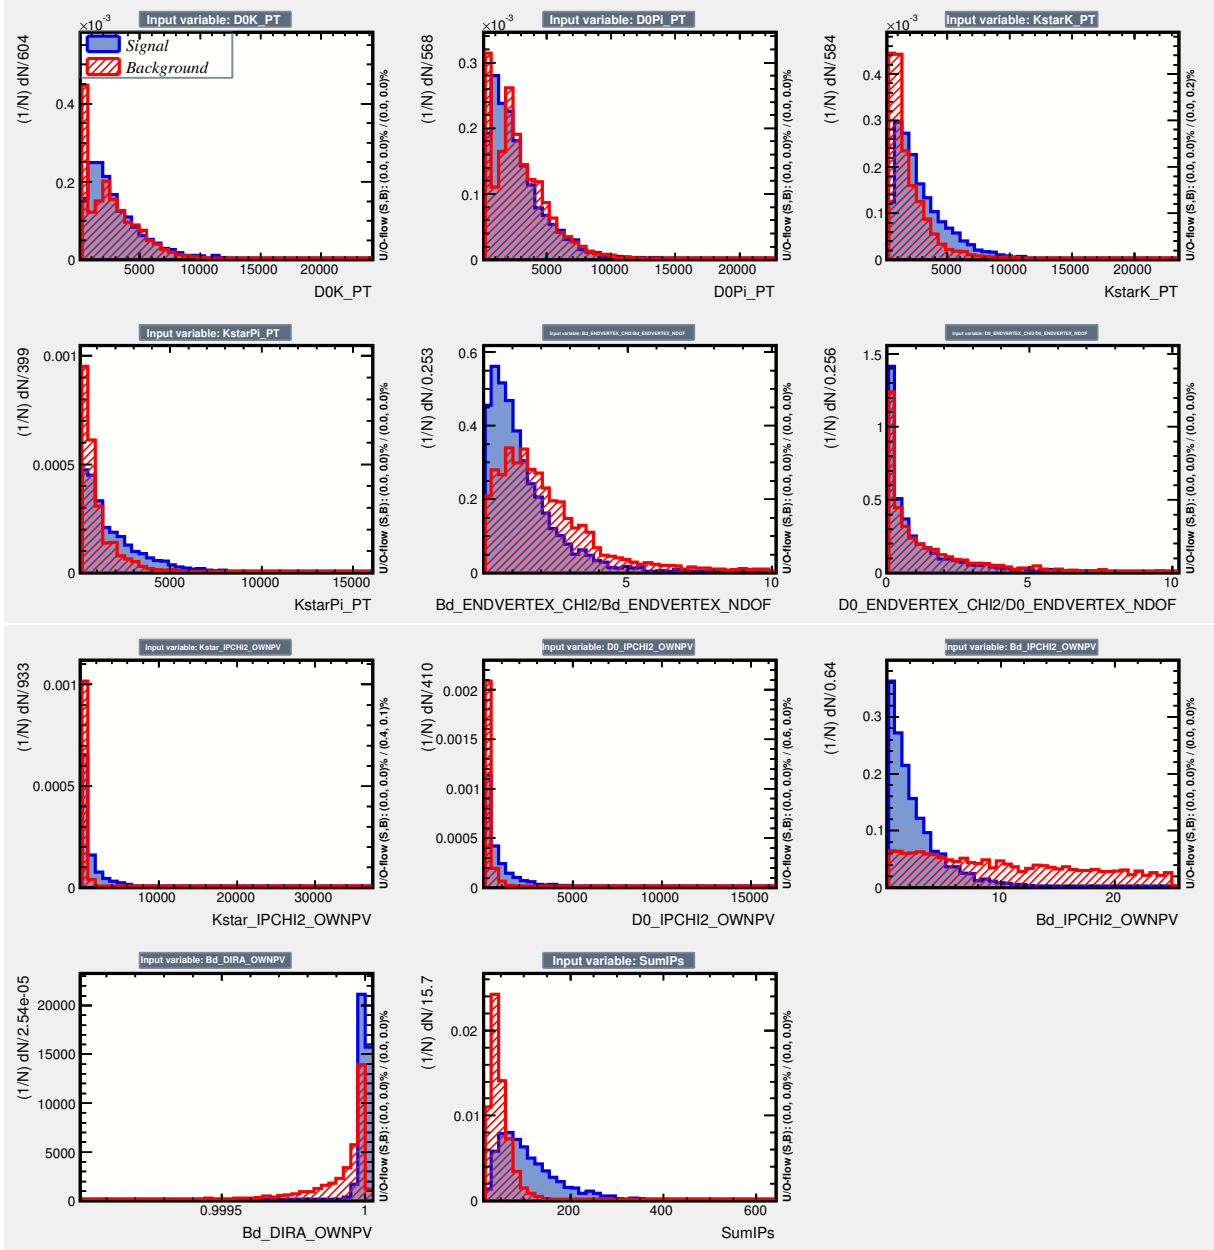 Input variable: D0K_PT
Input variable: D0Pi_PT
Input variable: KstarK_PT
×10⁻³
×10⁻³
×10⁻³
(1/N) dN/604
0.4
0.2
0
Signal
Background
5000 10000 15000 20000
D0K_PT
U/O-flow (S,B): (0.0, 0.0)% / (0.0, 0.0)%
(1/N) dN/568
0.3
0.2
0.1
0
5000 10000 15000 20000
D0Pi_PT
U/O-flow (S,B): (0.0, 0.0)% / (0.0, 0.0)%
(1/N) dN/584
0.4
0.3
0.2
0.1
0
5000 10000 15000 20000
KstarK_PT
U/O-flow (S,B): (0.0, 0.0)% / (0.0, 0.2)%
Input variable: KstarPi_PT
(1/N) dN/399
0.001
0.0005
0
5000 10000 15000
KstarPi_PT
U/O-flow (S,B): (0.0, 0.0)% / (0.0, 0.0)%
Input variable: Bd_ENDVERTEX_CHI2/Bd_ENDVERTEX_NDOF
(1/N) dN/0.253
0.6
0.4
0.2
0
5 10
Bd_ENDVERTEX_CHI2/Bd_ENDVERTEX_NDOF
U/O-flow (S,B): (0.0, 0.0)% / (0.0, 0.0)%
Input variable: D0_ENDVERTEX_CHI2/D0_ENDVERTEX_NDOF
(1/N) dN/0.256
1.5
1
0.5
0
0 5 10
D0_ENDVERTEX_CHI2/D0_ENDVERTEX_NDOF
U/O-flow (S,B): (0.0, 0.0)% / (0.0, 0.0)%
Input variable: Kstar_IPCHI2_OWNPV
(1/N) dN/933
0.001
0.0005
0
10000 20000 30000
Kstar_IPCHI2_OWNPV
U/O-flow (S,B): (0.0, 0.0)% / (0.4, 0.1)%
Input variable: D0_IPCHI2_OWNPV
(1/N) dN/410
0.002
0.0015
0.001
0.0005
0
5000 10000 15000
D0_IPCHI2_OWNPV
U/O-flow (S,B): (0.0, 0.0)% / (0.6, 0.0)%
Input variable: Bd_IPCHI2_OWNPV
(1/N) dN/0.64
0.3
0.2
0.1
0
10 20
Bd_IPCHI2_OWNPV
U/O-flow (S,B): (0.0, 0.0)% / (0.0, 0.0)%
Input variable: Bd_DIRA_OWNPV
(1/N) dN/2.54e-05
20000
15000
10000
5000
0
0.9995 1
Bd_DIRA_OWNPV
U/O-flow (S,B): (0.0, 0.0)% / (0.0, 0.0)%
Input variable: SumIPs
(1/N) dN/15.7
0.02
0.01
0
200 400 600
SumIPs
U/O-flow (S,B): (0.0, 0.0)% / (0.0, 0.0)%